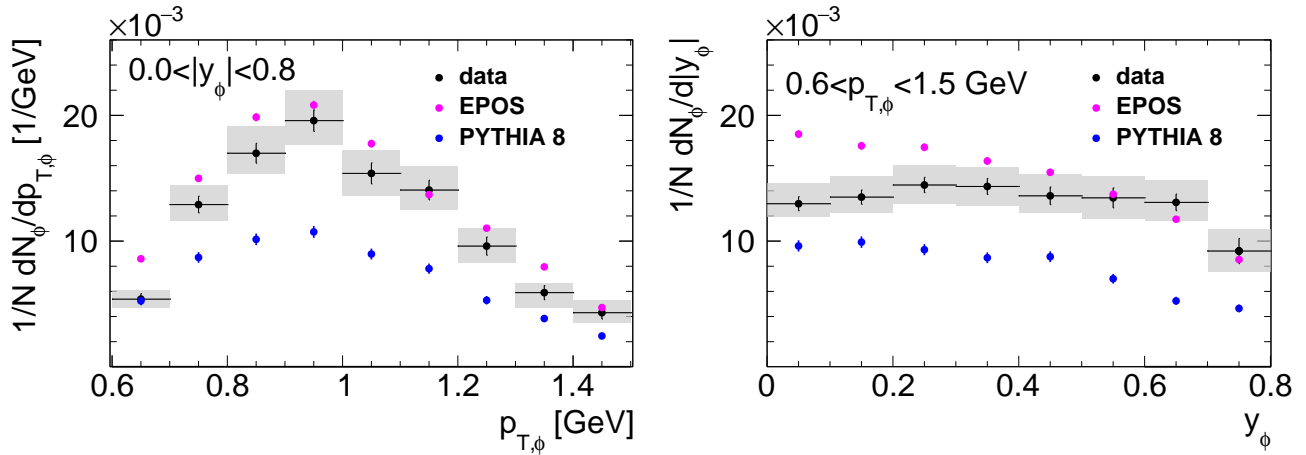 ×10⁻³
0.0<|y_ϕ|<0.8
data
EPOS
PYTHIA 8
1/N dN_ϕ/dp_T,ϕ [1/GeV]
20
10
0.6 0.8 1 1.2 1.4
p_T,ϕ [GeV]
×10⁻³
0.6<p_T,ϕ<1.5 GeV
data
EPOS
PYTHIA 8
1/N dN_ϕ/d|y_ϕ|
20
10
0 0.2 0.4 0.6 0.8
y_ϕ